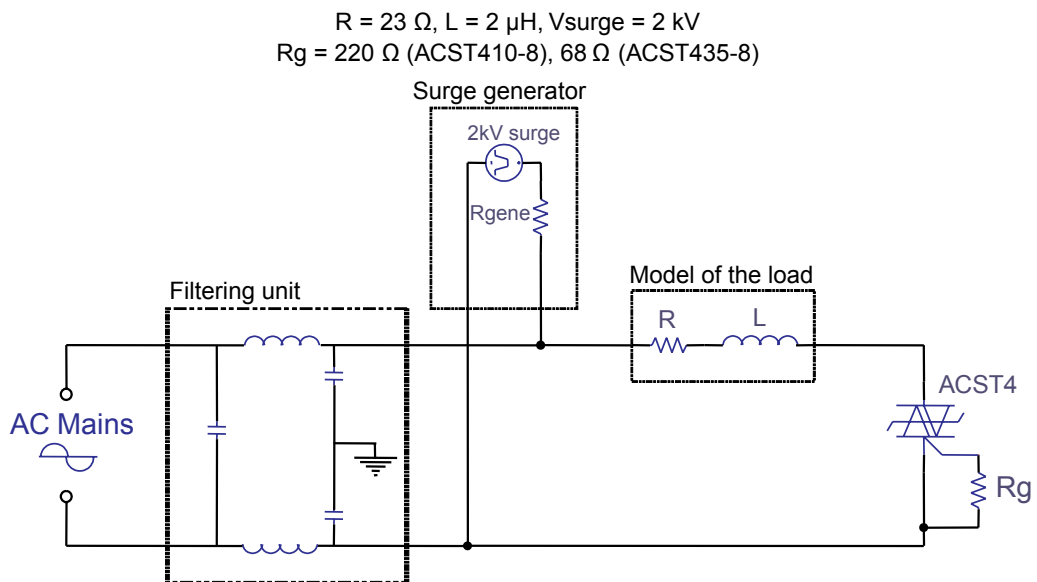 R = 23 Ω, L = 2 µH, Vsurge = 2 kV
Rg = 220 Ω (ACST410-8), 68 Ω (ACST435-8)
Surge generator
2kV surge
Rgene
Model of the load
Filtering unit
R
L
ACST4
AC Mains
Rg